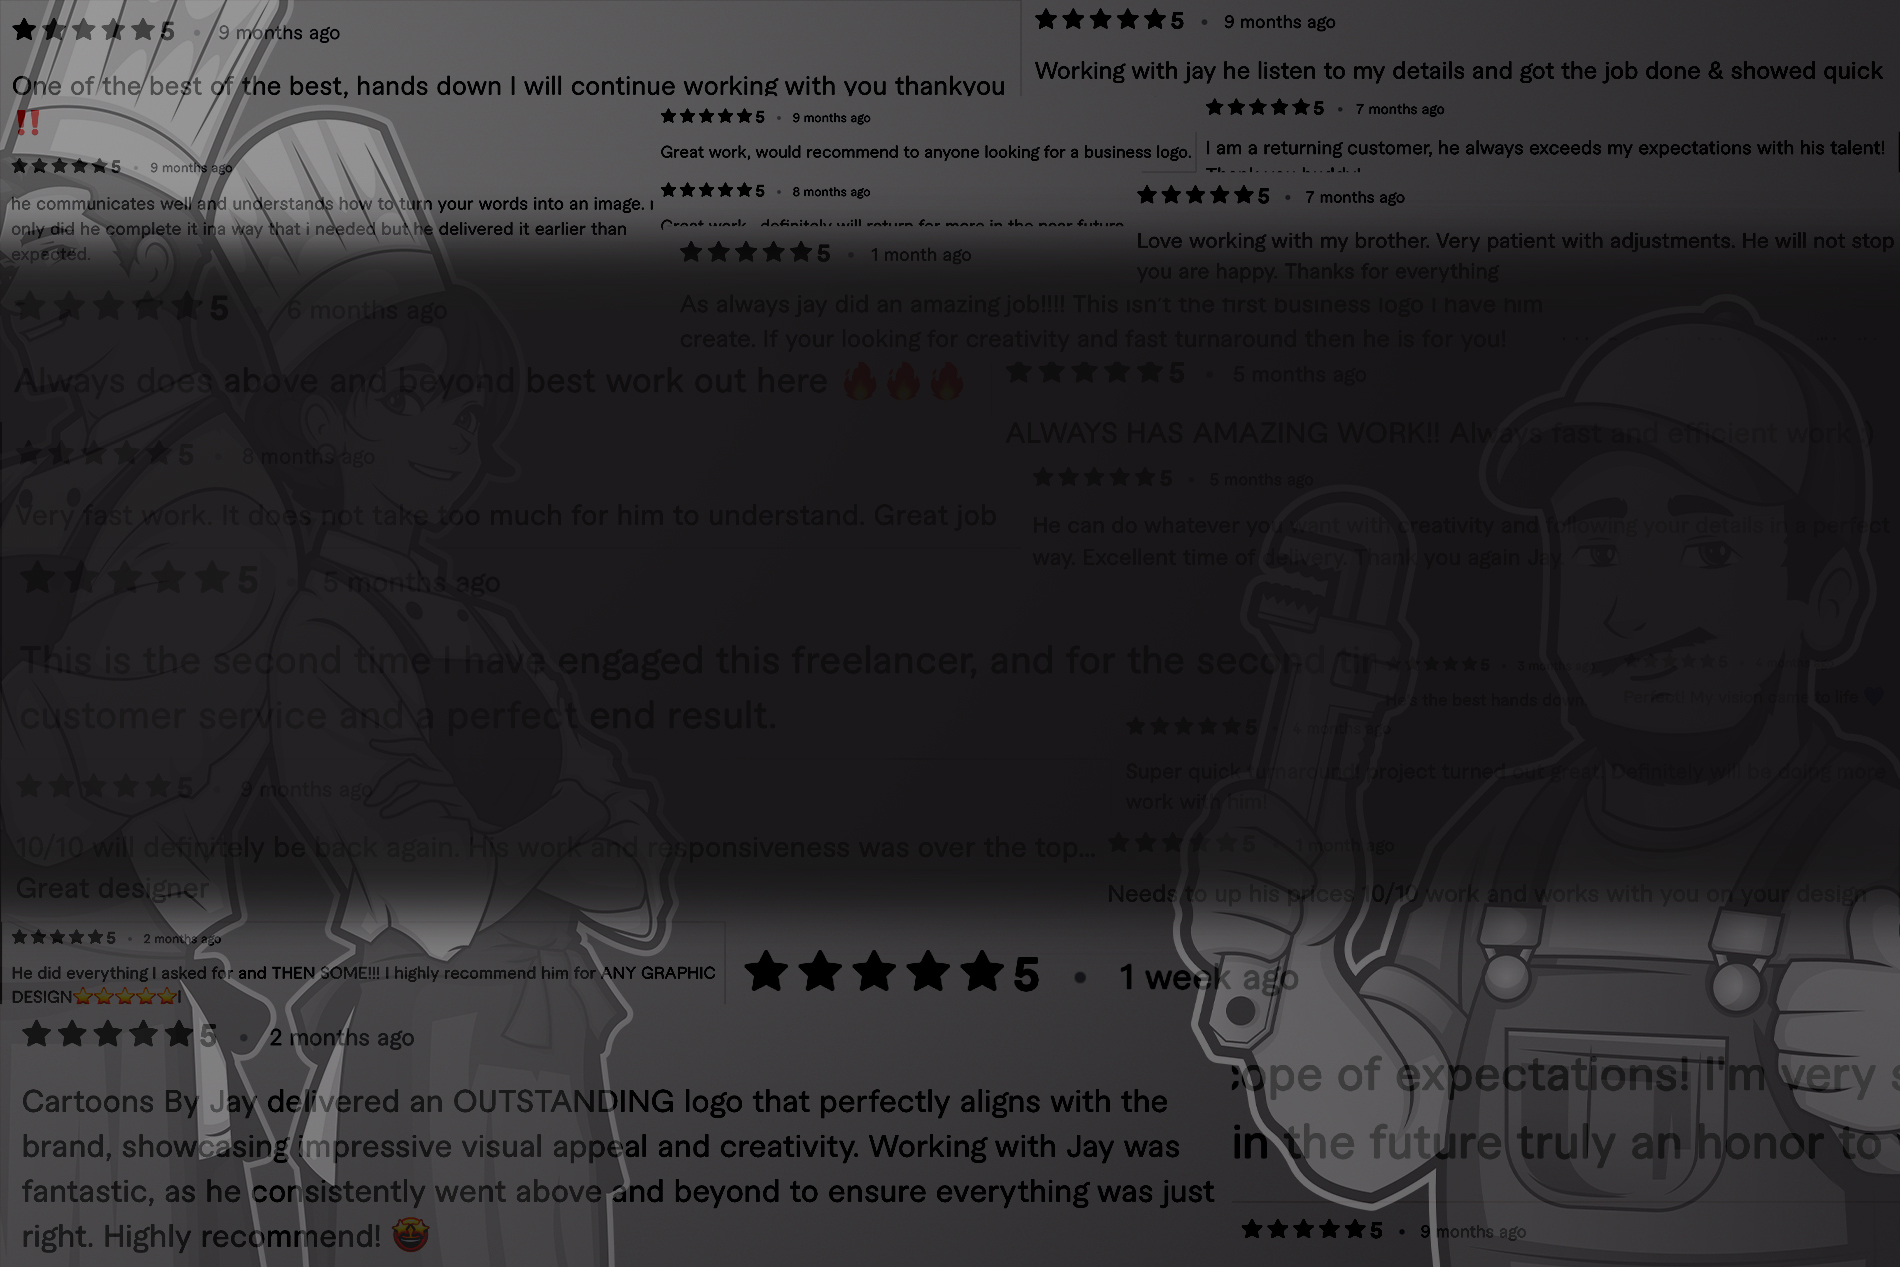 5 • 9 months ago
One of the best of the best, hands down I will continue working with you thankyou
‼️
5 • 9 months ago
he communicates well and understands how to turn your words into an image.
only did he complete it ina way that i needed but he delivered it earlier than
expected.
5 • 6 months ago
Always does above and beyond best work out here 🔥🔥🔥
5 • 8 months ago
Very fast work. It does not take too much for him to understand. Great job
5 • 5 months ago
This is the second time I have engaged this freelancer, and for the second
customer service and a perfect end result.
5 • 9 months ago
10/10 will definitely be back again. His work and responsiveness was over the top...
Great designer
5 • 2 months ago
He did everything I asked for and THEN SOME!!! I highly recommend him for ANY GRAPHIC
DESIGN⭐⭐⭐⭐⭐!
5 • 2 months ago
Cartoons By Jay delivered an OUTSTANDING logo that perfectly aligns with the
brand, showcasing impressive visual appeal and creativity. Working with Jay was
fantastic, as he consistently went above and beyond to ensure everything was just
right. Highly recommend! 🤩
5 • 9 months ago
Great work, would recommend to anyone looking for a business logo.
5 • 8 months ago
Great work, definitely will return for more in the near future
5 • 1 month ago
As always jay did an amazing job!!!! This isn't the first business logo I have him
create. If your looking for creativity and fast turnaround then he is for you!
5 • 9 months ago
Working with jay he listen to my details and got the job done & showed quick
5 • 7 months ago
I am a returning customer, he always exceeds my expectations with his talent!
Thank you buddy!
5 • 7 months ago
Love working with my brother. Very patient with adjustments. He will not stop
you are happy. Thanks for everything
5 • 5 months ago
ALWAYS HAS AMAZING WORK!! Always fast and efficient work
5 • 5 months ago
He can do whatever you want with creativity and following your details in a perfect
way. Excellent time of delivery. Thank you again Jay.
5 • 3 months ago
He's the best hands down
5
Perfect! My vision came to life 💙
5 • 4 months ago
Super quick turnaround! project turned out great. Definitely will be doing more
work with him!
5 • 1 month ago
Needs to up his prices 10/10 work and works with you on your design
5 • 1 week ago
ope of expectations! I'm very
in the future truly an honor to
5 • 9 months ago